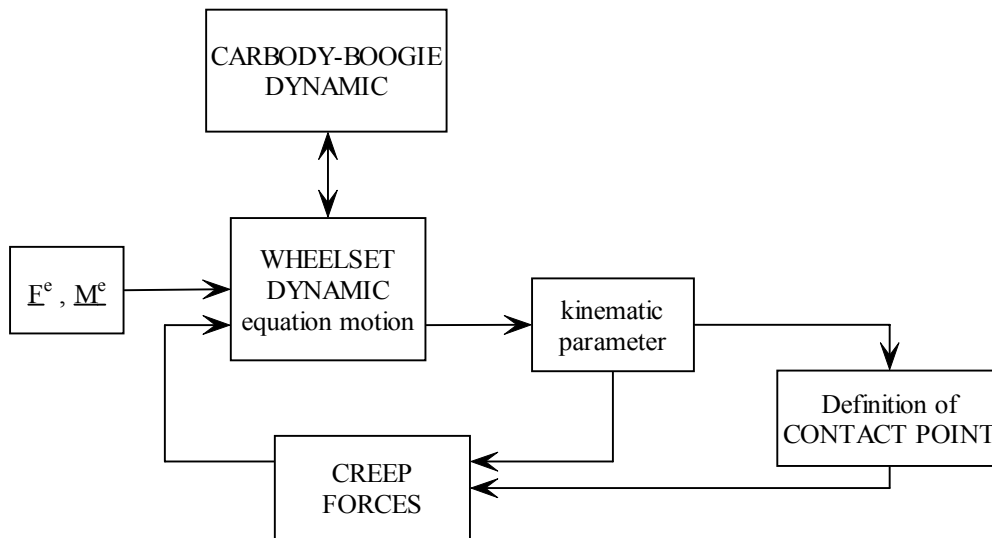 CARBODY-BOOGIE
DYNAMIC
WHEELSET
DYNAMIC
equation motion
F^e , M^e
kinematic
parameter
Definition of
CONTACT POINT
CREEP
FORCES